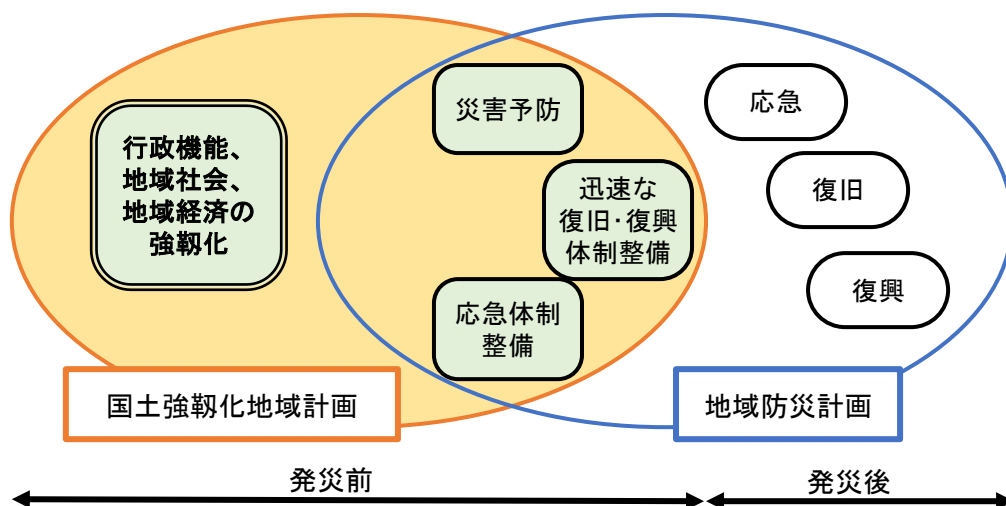 行政機能、
地域社会、
地域経済の
強靱化
災害予防
迅速な
復旧・復興
体制整備
応急体制
整備
応急
復旧
復興
国土強靱化地域計画
地域防災計画
発災前
発災後